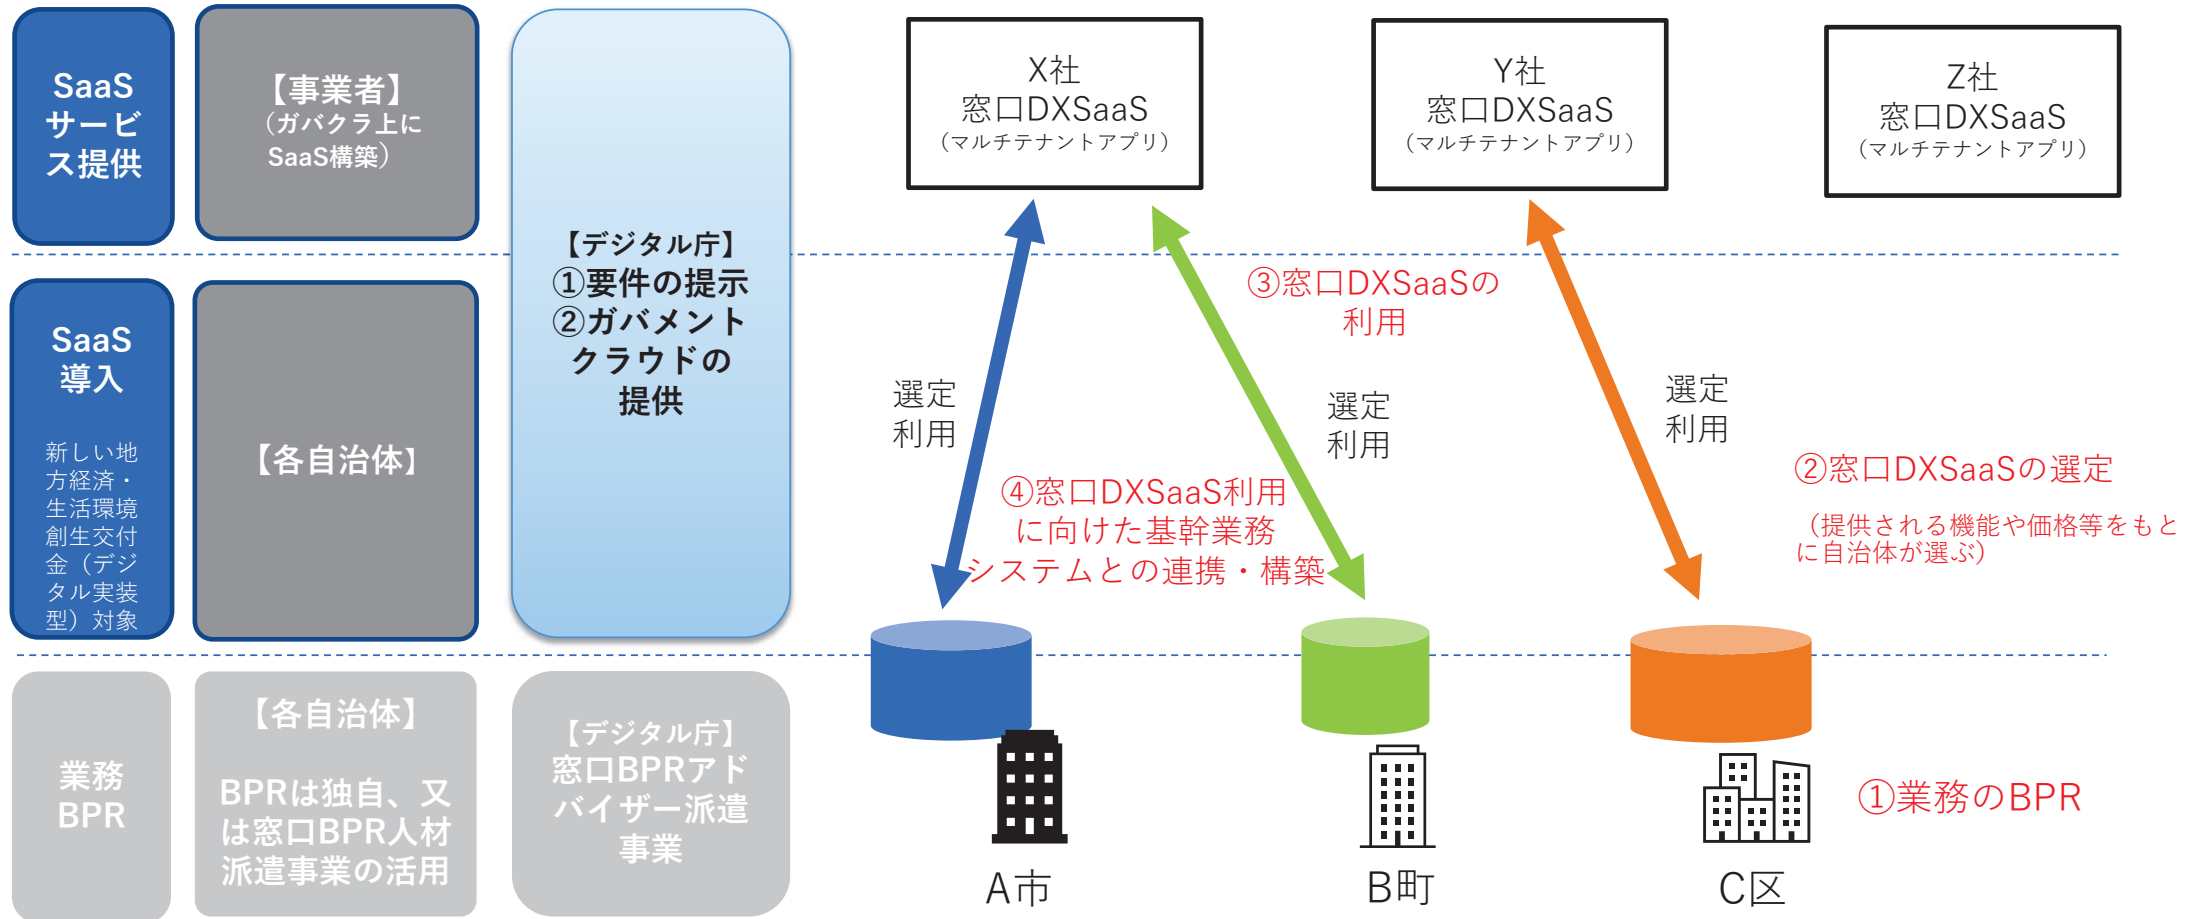 SaaS
サービ
ス提供
【事業者】
（ガバクラ上に
SaaS構築）
【デジタル庁】
①要件の提示
②ガバメント
クラウドの
提供
X社
窓口DXSaaS
（マルチテナントアプリ）
Y社
窓口DXSaaS
（マルチテナントアプリ）
Z社
窓口DXSaaS
（マルチテナントアプリ）
SaaS
導入
新しい地
方経済・
生活環境
創生交付
金（デジ
タル実装
型）対象
【各自治体】
選定
利用
③窓口DXSaaSの
利用
選定
利用
選定
利用
④窓口DXSaaS利用
に向けた基幹業務
システムとの連携・構築
②窓口DXSaaSの選定
（提供される機能や価格等をもと
に自治体が選ぶ）
業務
BPR
【各自治体】
BPRは独自、又
は窓口BPR人材
派遣事業の活用
【デジタル庁】
窓口BPRアド
バイザー派遣
事業
A市
B町
C区
①業務のBPR